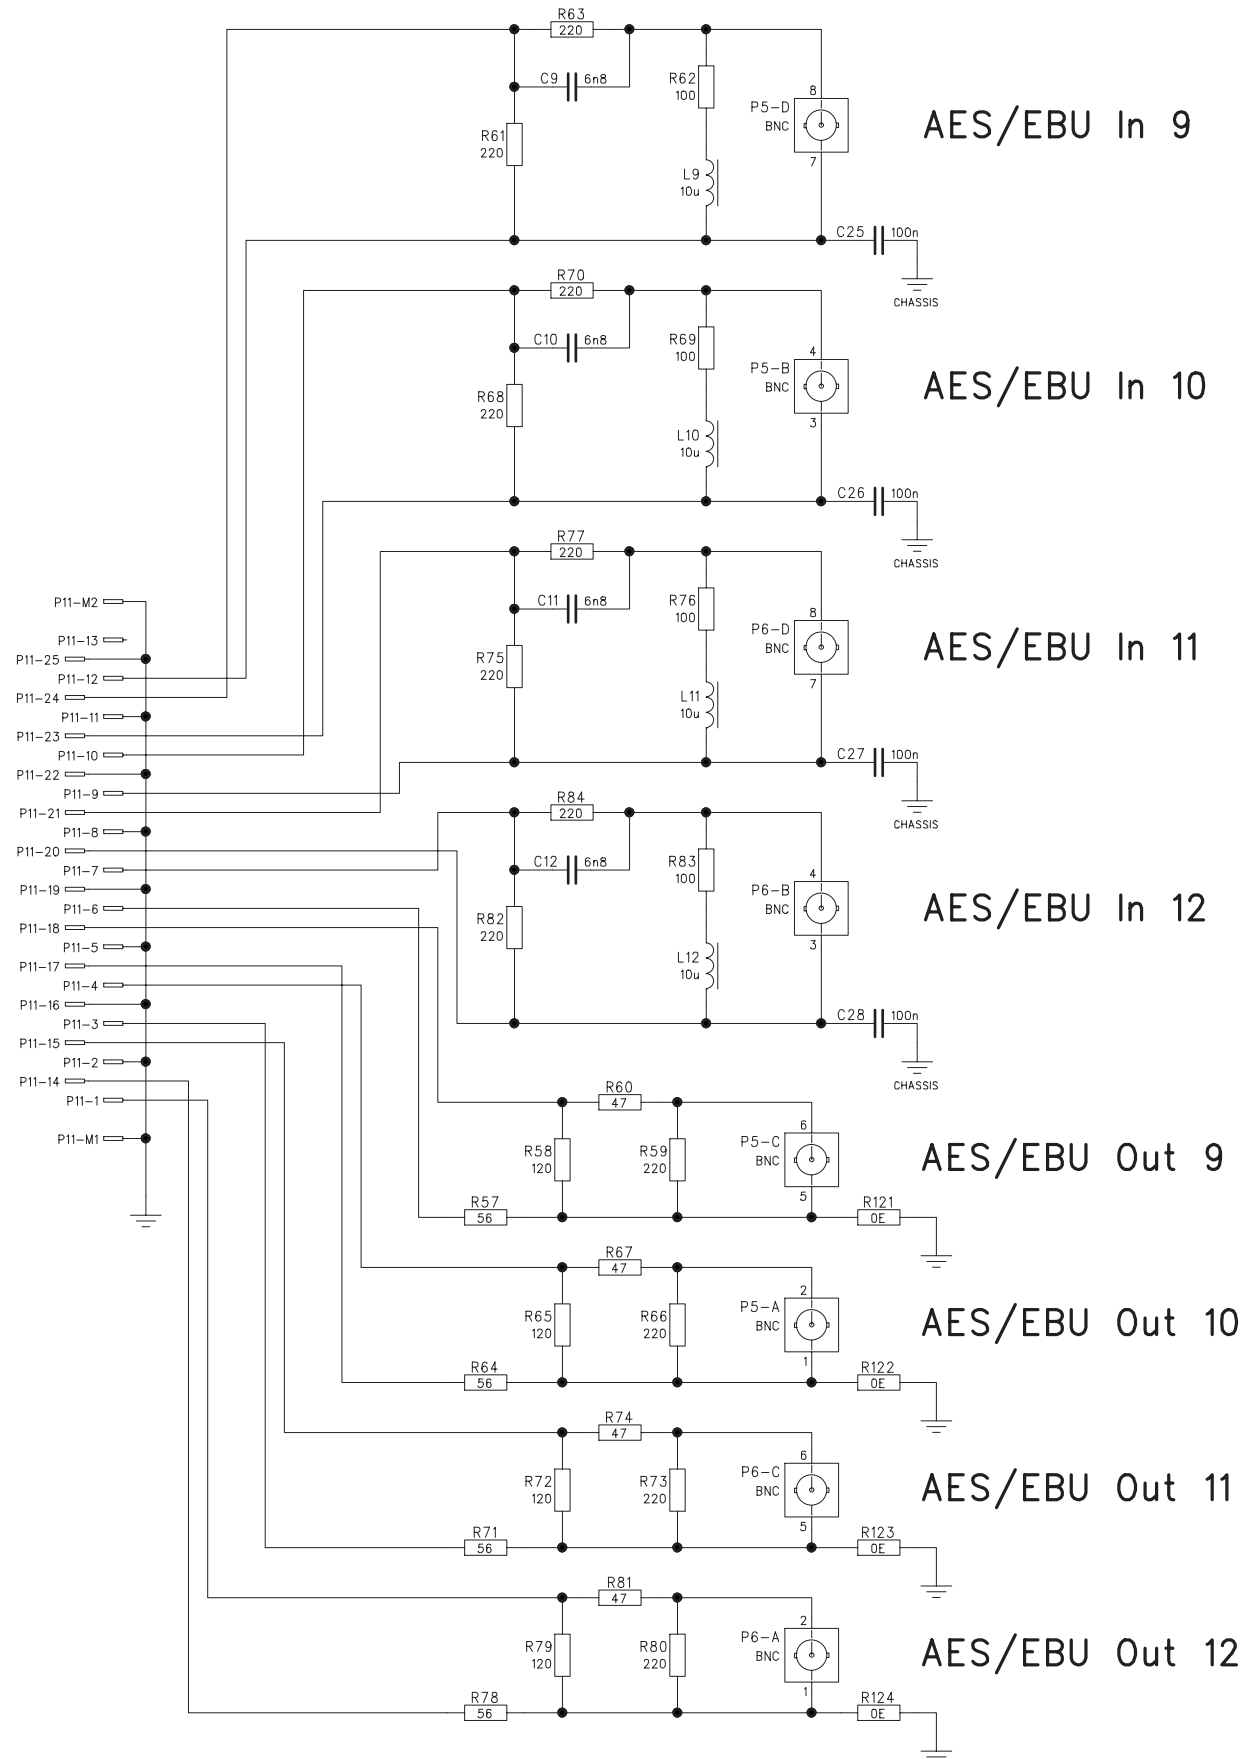 R63
220
C9 6n8
R62
100
P5-D
BNC
8
7
AES/EBU In 9
R61
220
L9
10u
C25 100n
CHASSIS
R70
220
C10 6n8
R69
100
P5-B
BNC
4
3
AES/EBU In 10
R68
220
L10
10u
C26 100n
CHASSIS
R77
220
C11 6n8
R76
100
P6-D
BNC
8
7
AES/EBU In 11
R75
220
L11
10u
C27 100n
CHASSIS
R84
220
C12 6n8
R83
100
P6-B
BNC
4
3
AES/EBU In 12
R82
220
L12
10u
C28 100n
CHASSIS
P11-M2
P11-13
P11-25
P11-12
P11-24
P11-11
P11-23
P11-10
P11-22
P11-9
P11-21
P11-8
P11-20
P11-7
P11-19
P11-6
P11-18
P11-5
P11-17
P11-4
P11-16
P11-3
P11-15
P11-2
P11-14
P11-1
P11-M1
R60
47
R58
120
R59
220
P5-C
BNC
6
5
AES/EBU Out 9
R57
56
R121
0E
R67
47
R65
120
R66
220
P5-A
BNC
2
1
AES/EBU Out 10
R64
56
R122
0E
R74
47
R72
120
R73
220
P6-C
BNC
6
5
AES/EBU Out 11
R71
56
R123
0E
R81
47
R79
120
R80
220
P6-A
BNC
2
1
AES/EBU Out 12
R78
56
R124
0E